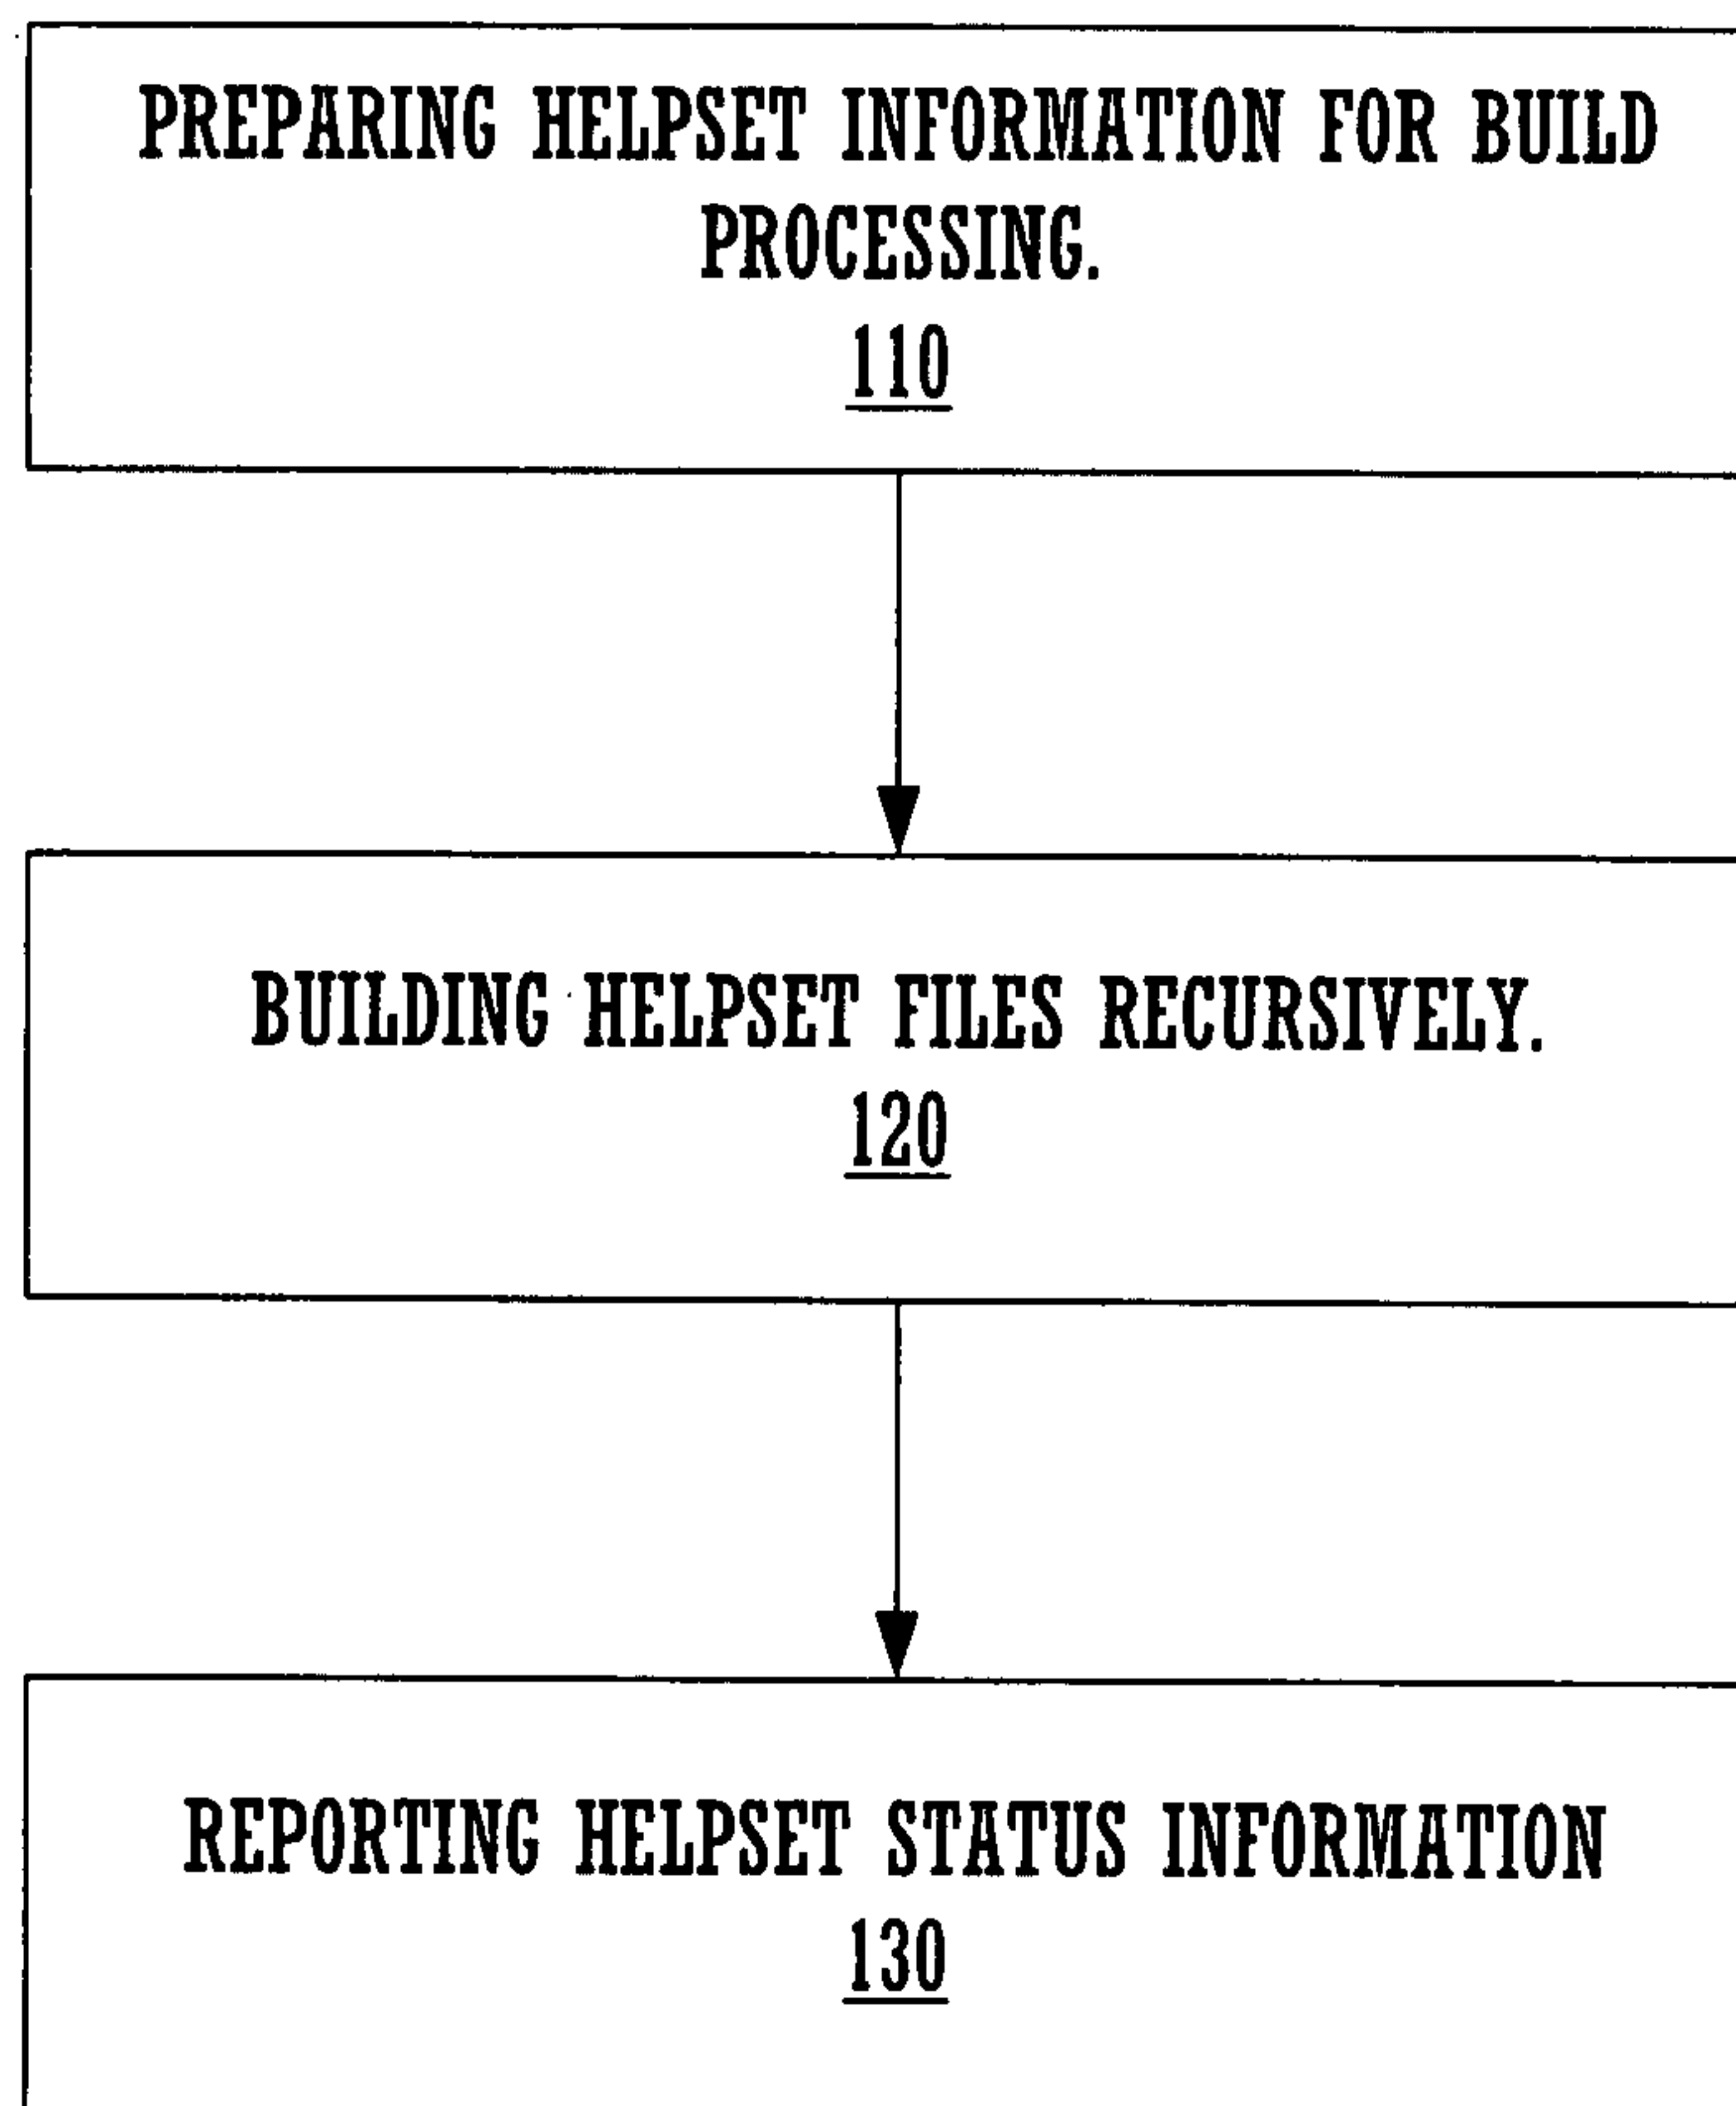 PREPARING HELPSET INFORMATION FOR BUILD
PROCESSING.
110
BUILDING HELPSET FILES RECURSIVELY.
120
REPORTING HELPSET STATUS INFORMATION
130